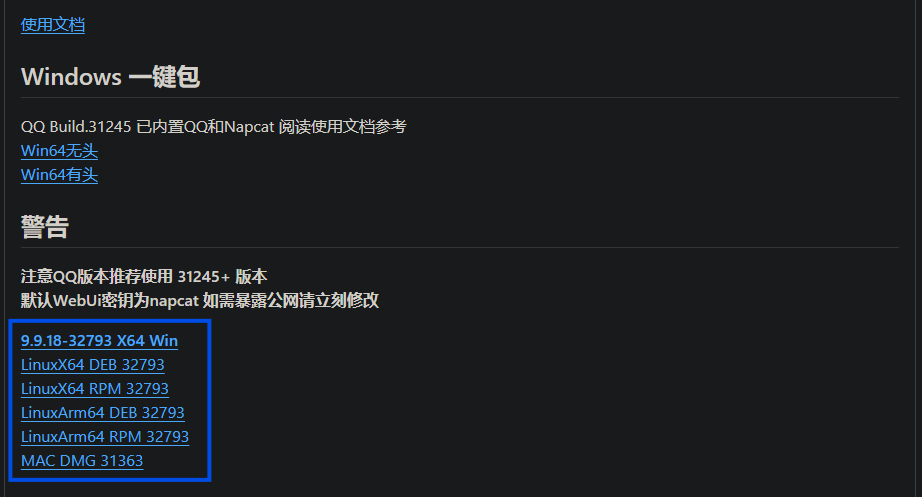 使用文档
Windows 一键包
QQ Build.31245 已内置QQ和Napcat 阅读使用文档参考
Win64无头
Win64有头
警告
注意QQ版本推荐使用 31245+ 版本
默认WebUi密钥为napcat 如需暴露公网请立刻修改
9.9.18-32793 X64 Win
LinuxX64 DEB 32793
LinuxX64 RPM 32793
LinuxArm64 DEB 32793
LinuxArm64 RPM 32793
MAC DMG 31363